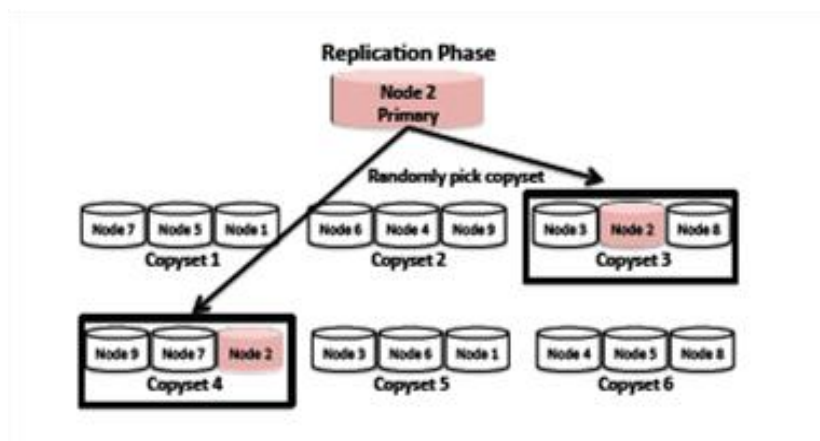 Replication Phase
Node 2
Primary
Randomly pick copyset
Node 7 Node 5 Node 1
Copyset 1
Node 6 Node 4 Node 9
Copyset 2
Node 3 Node 2 Node 8
Copyset 3
Node 9 Node 7 Node 2
Copyset 4
Node 3 Node 6 Node 1
Copyset 5
Node 4 Node 5 Node 8
Copyset 6